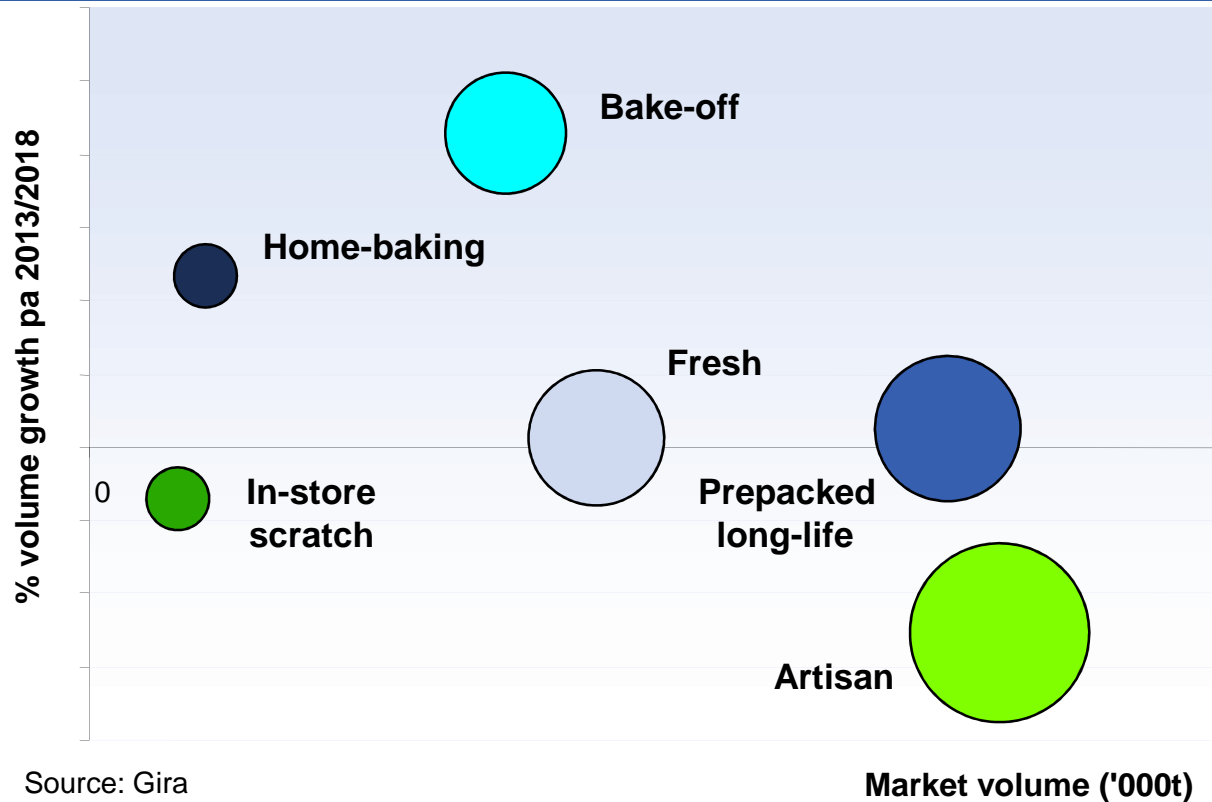 % volume growth pa 2013/2018
Bake-off
Home-baking
Fresh
0
In-store
scratch
Prepacked
long-life
Artisan
Source: Gira
Market volume ('000t)